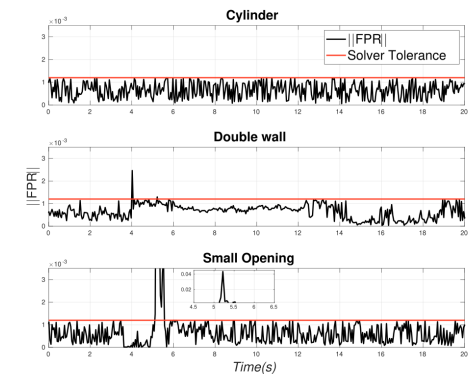 Cylinder
×10⁻³
||FPR||
Solver Tolerance
3
2
1
0
0 2 4 6 8 10 12 14 16 18 20
Double wall
×10⁻³
3
2
1
0
||FPR||
0 2 4 6 8 10 12 14 16 18 20
Small Opening
×10⁻³
3
2
1
0
0.04
0.02
4.5 5 5.5 6 6.5
0 2 4 6 8 10 12 14 16 18 20
Time(s)